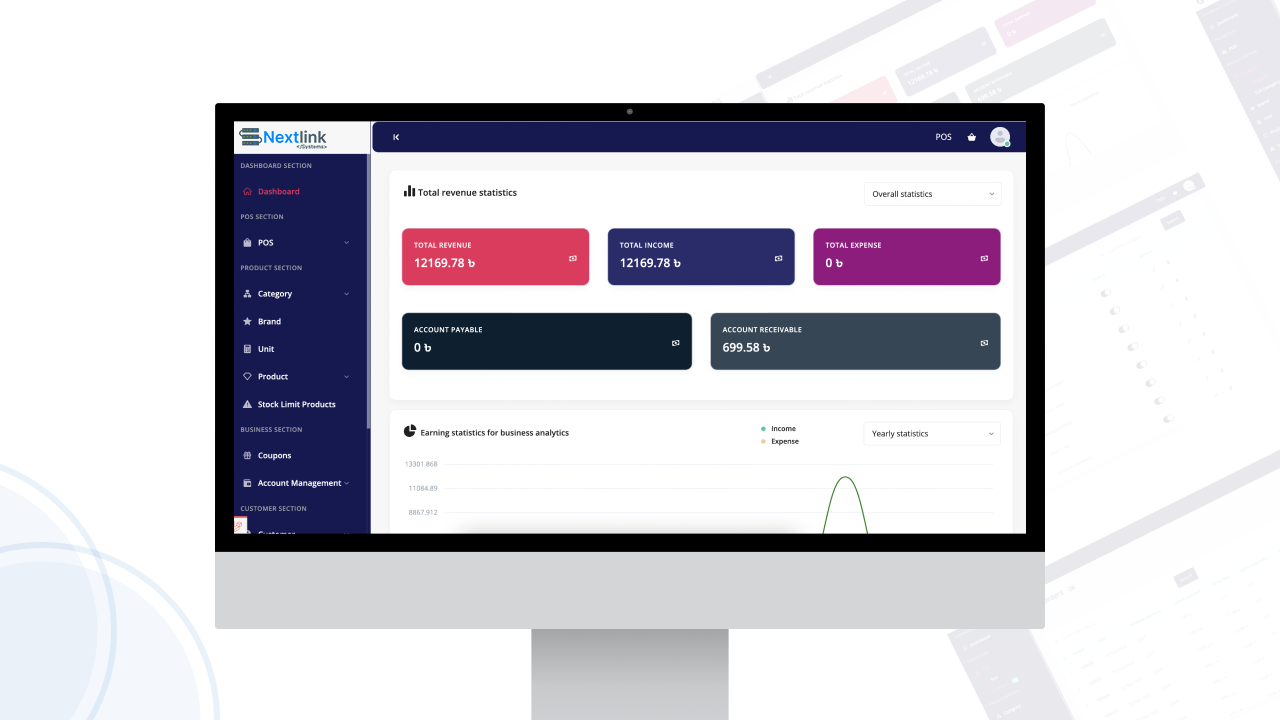 Nextlink
</Systems>
DASHBOARD SECTION
Dashboard
POS SECTION
POS
PRODUCT SECTION
Category
Brand
Unit
Product
Stock Limit Products
BUSINESS SECTION
Coupons
Account Management
CUSTOMER SECTION
Customer
POS
Total revenue statistics
Overall statistics
TOTAL REVENUE
12169.78 ৳
TOTAL INCOME
12169.78 ৳
TOTAL EXPENSE
0 ৳
ACCOUNT PAYABLE
0 ৳
ACCOUNT RECEIVABLE
699.58 ৳
Earning statistics for business analytics
Income
Expense
Yearly statistics
13301.868
11084.89
8867.912